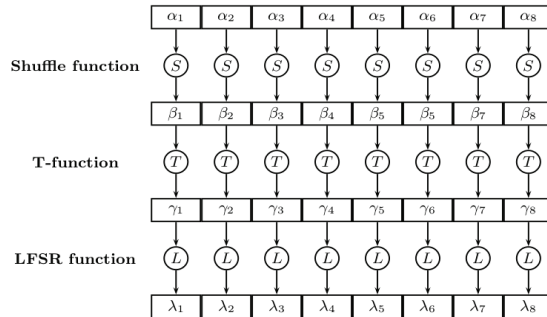 α₁ α₂ α₃ α₄ α₅ α₆ α₇ α₈
Shuffle function S S S S S S S S
β₁ β₂ β₃ β₄ β₅ β₅ β₇ β₈
T-function T T T T T T T T
γ₁ γ₂ γ₃ γ₄ γ₅ γ₆ γ₇ γ₈
LFSR function L L L L L L L L
λ₁ λ₂ λ₃ λ₄ λ₅ λ₆ λ₇ λ₈